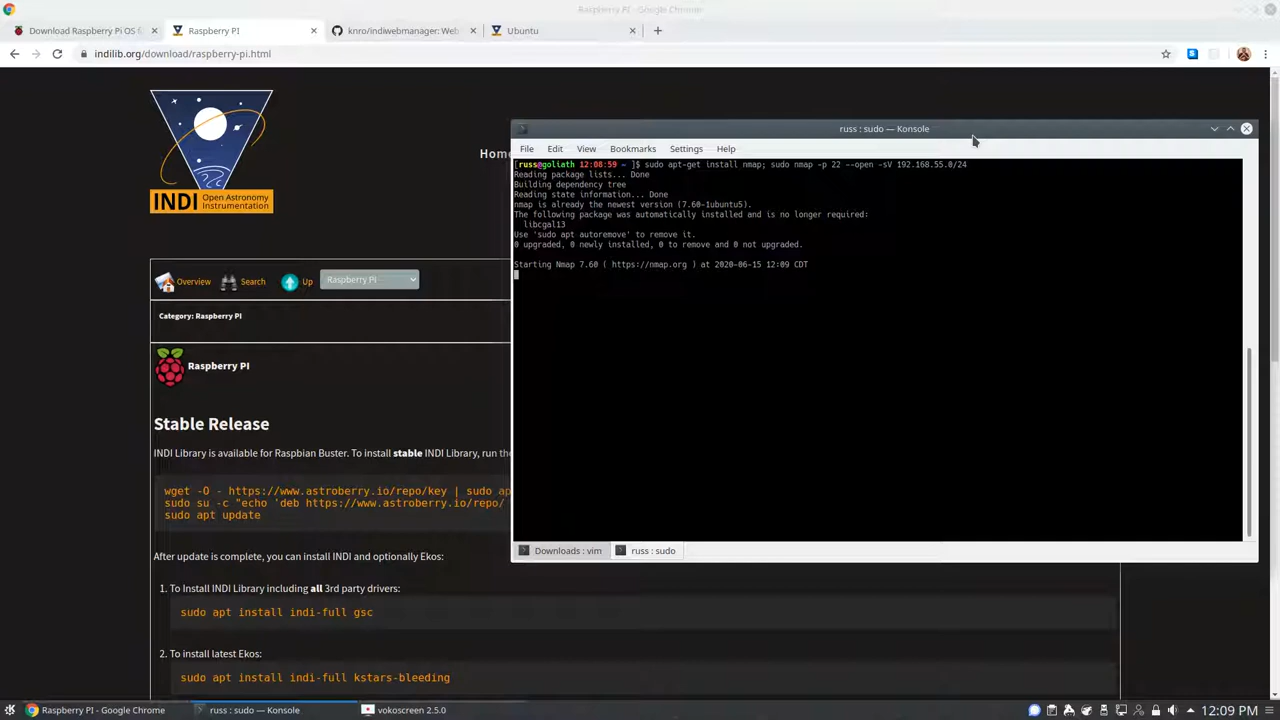 Raspberry PI - Google Chrome
Download Raspberry Pi OS f
Raspberry PI
knro/indiwebmanager: Web
Ubuntu
indilib.org/download/raspberry-pi.html
INDI Open Astronomy Instrumentation
Home
russ : sudo — Konsole
File Edit View Bookmarks Settings Help
[russ@goliath 12:08:59 ~ ]$ sudo apt-get install nmap; sudo nmap -p 22 --open -sV 192.168.55.0/24
Reading package lists... Done
Building dependency tree
Reading state information... Done
nmap is already the newest version (7.60-1ubuntu5).
The following package was automatically installed and is no longer required:
libcgal13
Use 'sudo apt autoremove' to remove it.
0 upgraded, 0 newly installed, 0 to remove and 0 not upgraded.
Starting Nmap 7.60 ( https://nmap.org ) at 2020-06-15 12:09 CDT
Downloads : vim
russ : sudo
Overview Search Up Raspberry Pi
Category: Raspberry PI
Raspberry PI
Stable Release
INDI Library is available for Raspbian Buster. To install stable INDI Library, run the
wget -O - https://www.astroberry.io/repo/key | sudo ap
sudo su -c "echo 'deb https://www.astroberry.io/repo/
sudo apt update
After update is complete, you can install INDI and optionally Ekos:
1. To Install INDI Library including all 3rd party drivers:
sudo apt install indi-full gsc
2. To install latest Ekos:
sudo apt install indi-full kstars-bleeding
Raspberry PI - Google Chrome
russ : sudo — Konsole
vokoscreen 2.5.0
12:09 PM